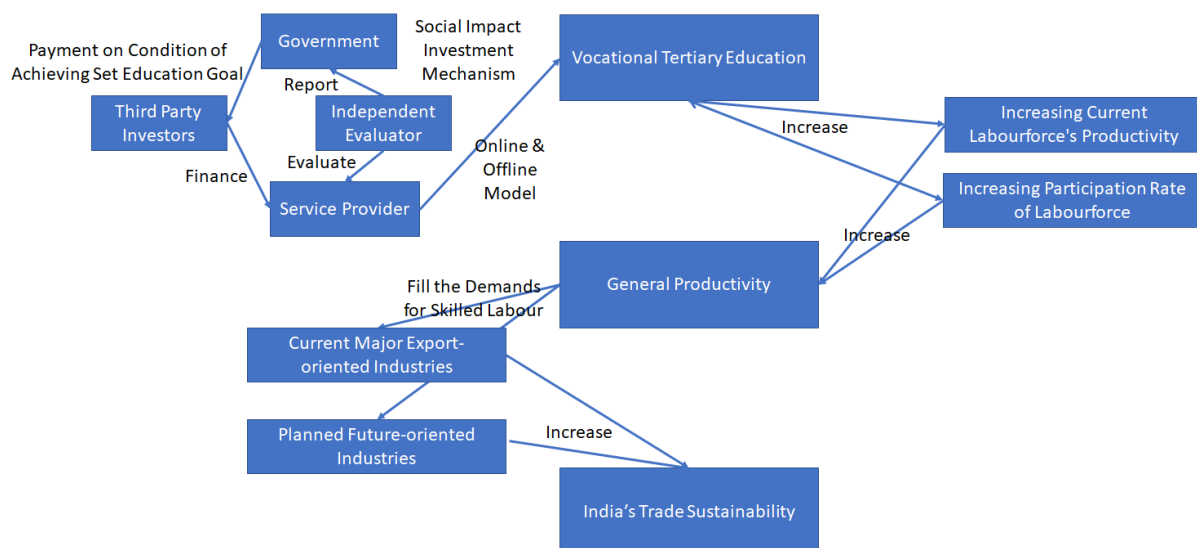 Government
Social Impact
Investment
Mechanism
Payment on Condition of
Achieving Set Education Goal
Vocational Tertiary Education
Report
Third Party
Investors
Independent
Evaluator
Increasing Current
Labourforce's Productivity
Increase
Online &
Offline
Model
Evaluate
Finance
Service Provider
Increasing Participation Rate
of Labourforce
Increase
General Productivity
Fill the Demands
for Skilled Labour
Current Major Export-
oriented Industries
Planned Future-oriented
Industries
Increase
India’s Trade Sustainability